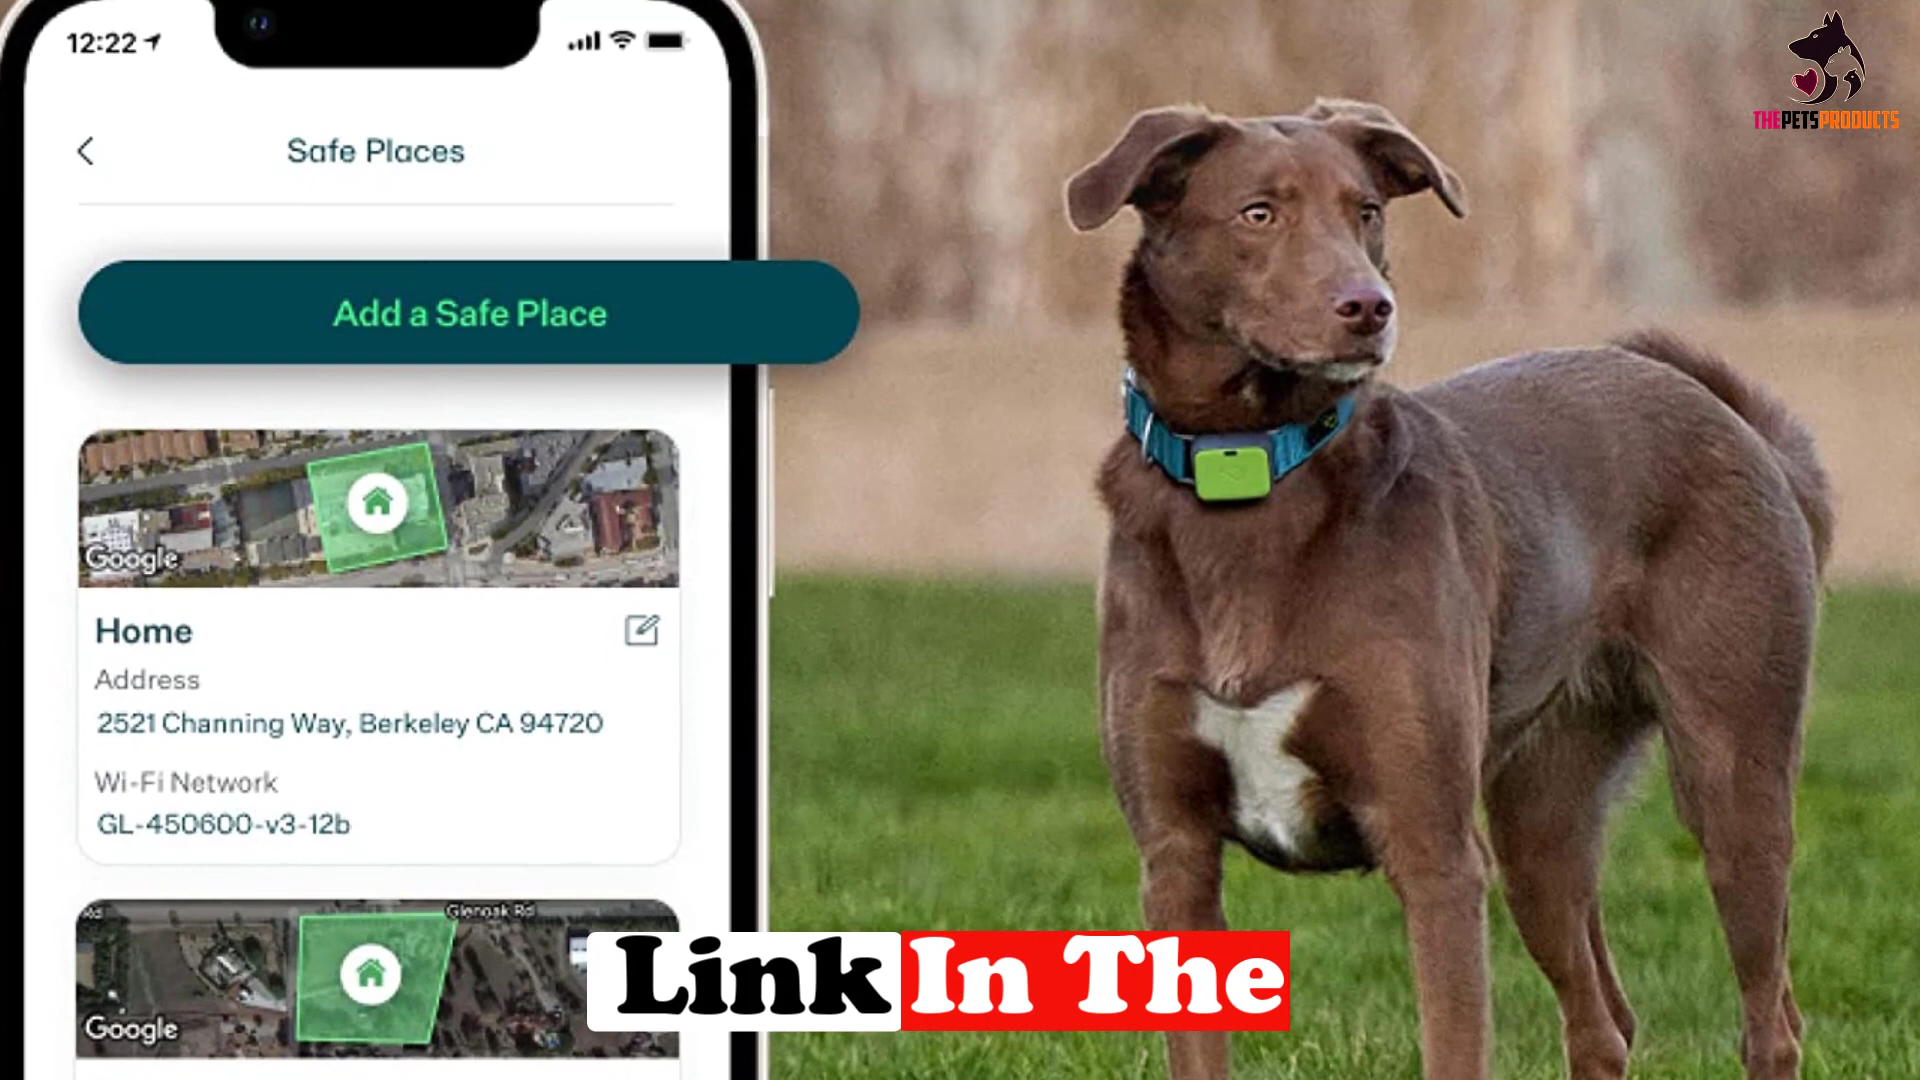 12:22
THEPETSPRODUCTS
Safe Places
Add a Safe Place
Google
Home
Address
2521 Channing Way, Berkeley CA 94720
Wi-Fi Network
GL-450600-v3-12b
Rd
Glenoak Rd
Google
Link In The